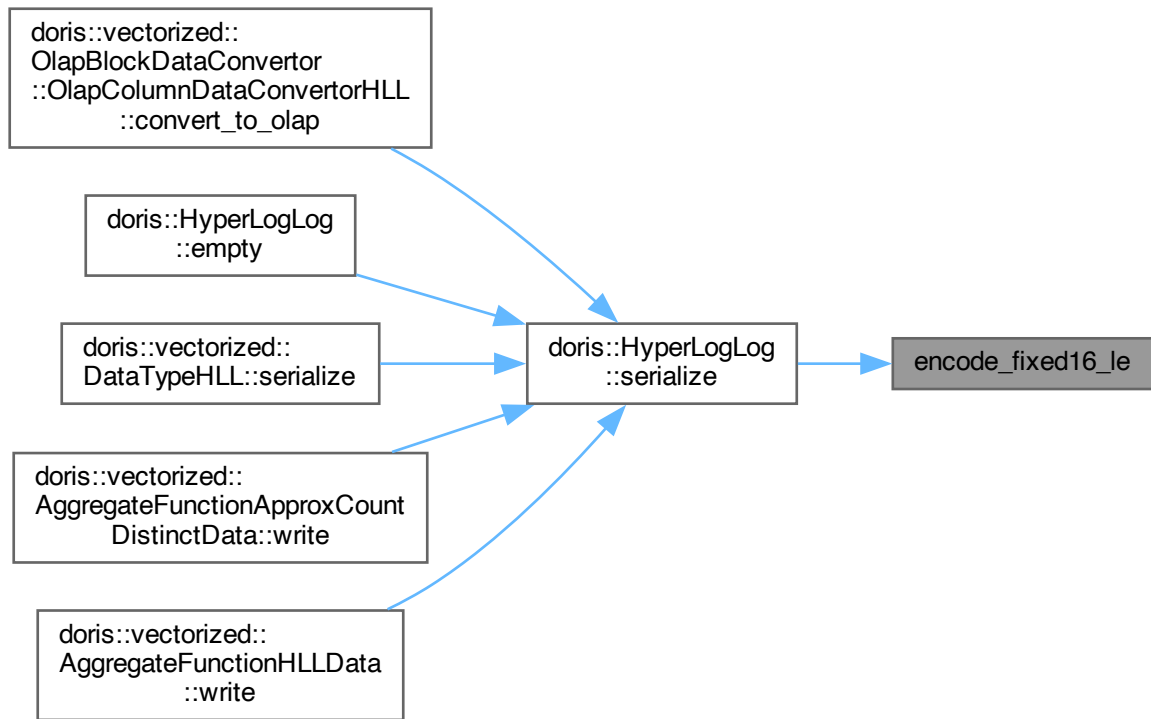 doris::vectorized::
OlapBlockDataConvertor
::OlapColumnDataConvertorHLL
::convert_to_olap
doris::HyperLogLog
::empty
doris::vectorized::
DataTypeHLL::serialize
doris::vectorized::
AggregateFunctionApproxCount
DistinctData::write
doris::vectorized::
AggregateFunctionHLLData
::write
doris::HyperLogLog
::serialize
encode_fixed16_le